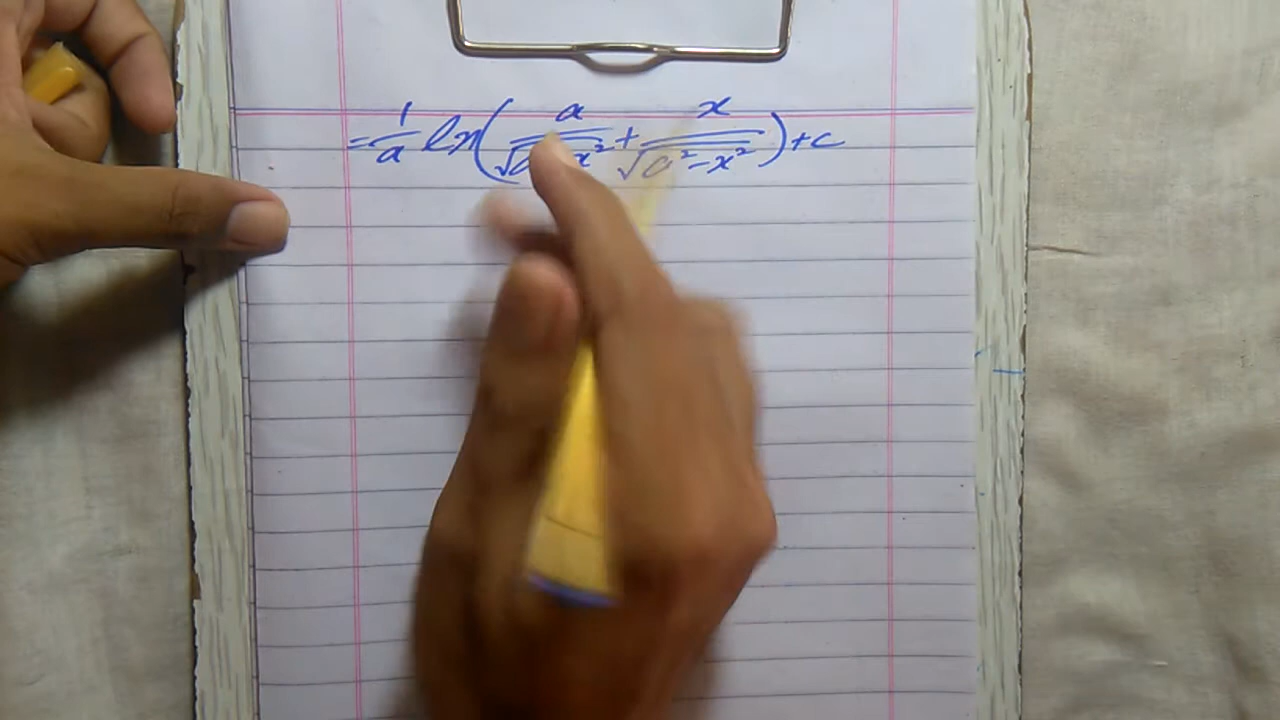 = 1/a ln(a/√(a²-x²) + x/√(a²-x²)) + c